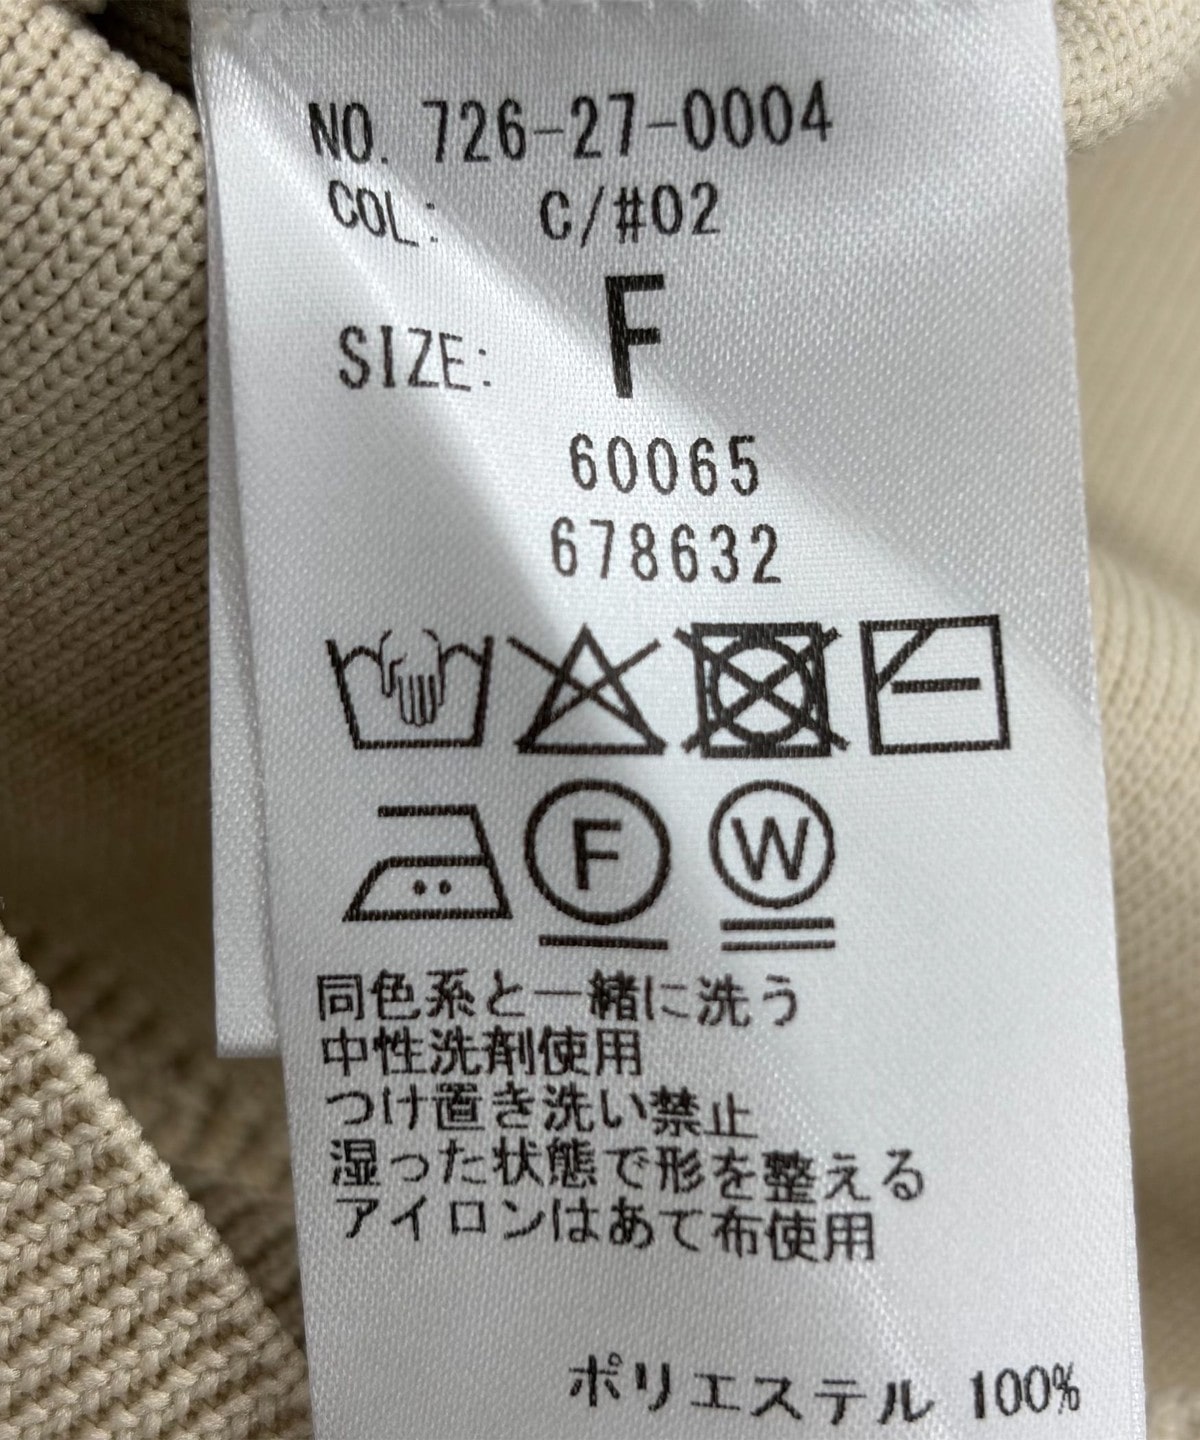 NO. 726-27-0004
COL: C/#02
SIZE: F
60065
678632
F W
同色系と一緒に洗う
中性洗剤使用
つけ置き洗い禁止
湿った状態で形を整える
アイロンはあて布使用
ポリエステル 100%